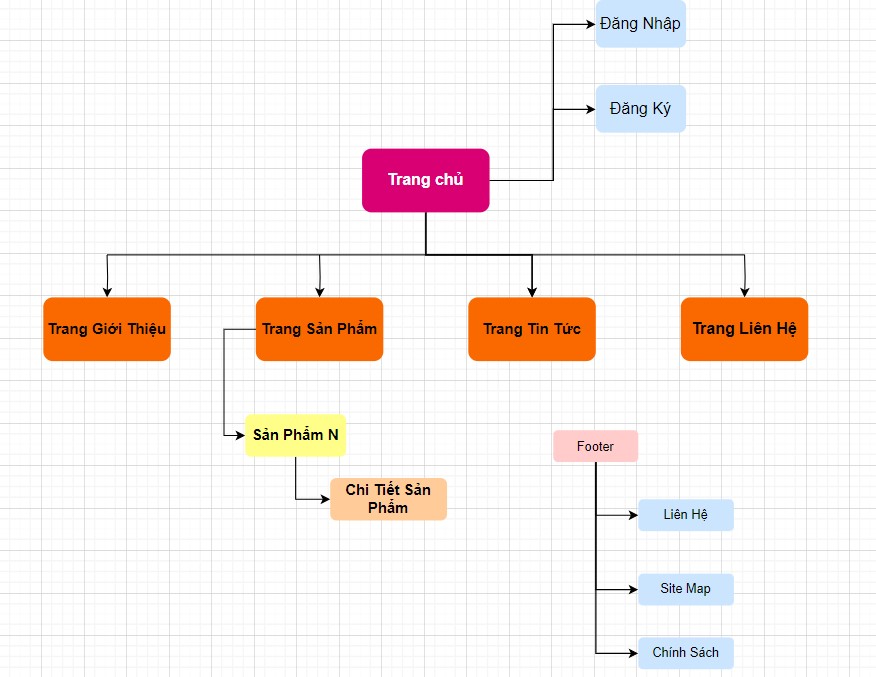 Đăng Nhập
Đăng Ký
Trang chủ
Trang Giới Thiệu
Trang Sản Phẩm
Trang Tin Tức
Trang Liên Hệ
Sản Phẩm N
Chi Tiết Sản
Phẩm
Footer
Liên Hệ
Site Map
Chính Sách